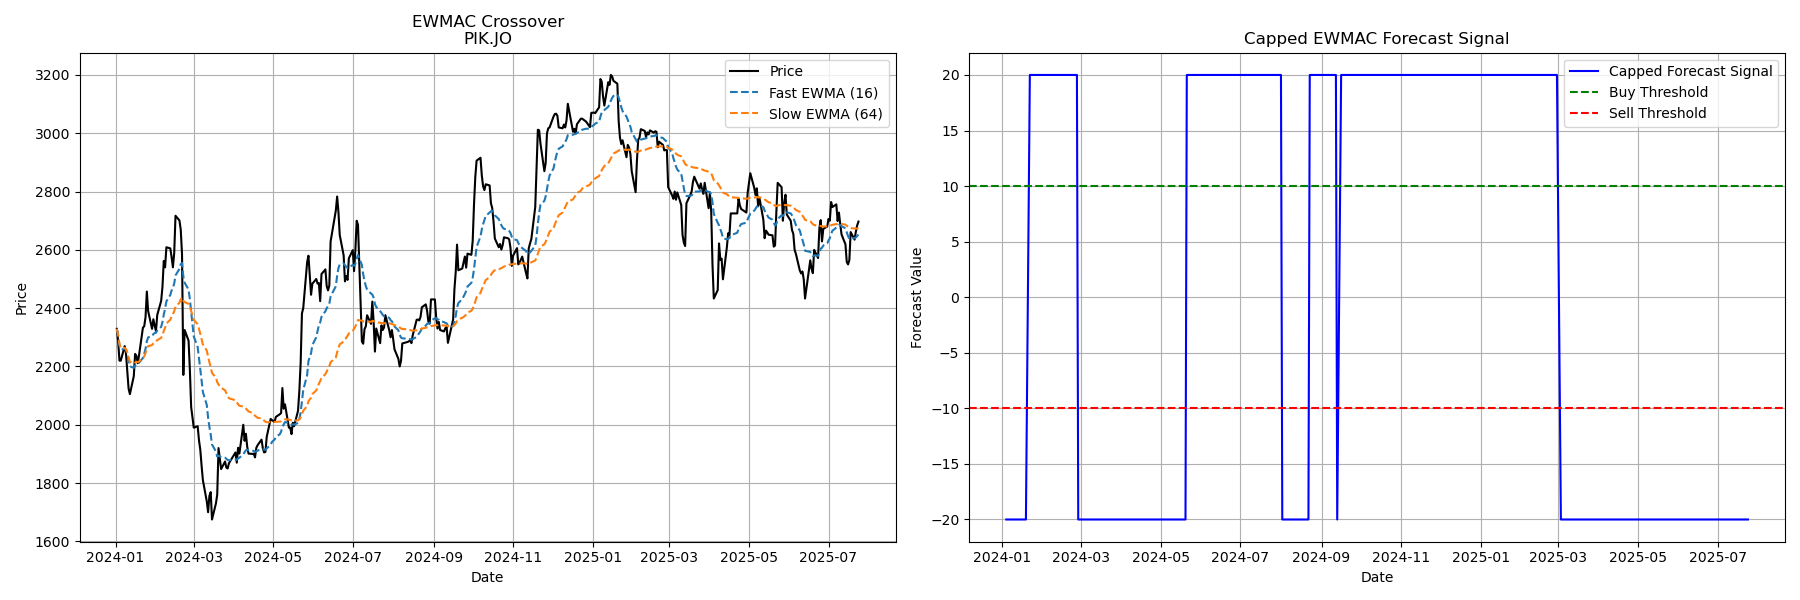 EWMAC Crossover
PIK.JO
Price
Fast EWMA (16)
Slow EWMA (64)
3200
3000
2800
2600
2400
2200
2000
1800
1600
Price
2024-01
2024-03
2024-05
2024-07
2024-09
2024-11
2025-01
2025-03
2025-05
2025-07
Date
Capped EWMAC Forecast Signal
Capped Forecast Signal
Buy Threshold
Sell Threshold
20
15
10
5
0
−5
−10
−15
−20
Forecast Value
2024-01
2024-03
2024-05
2024-07
2024-09
2024-11
2025-01
2025-03
2025-05
2025-07
Date